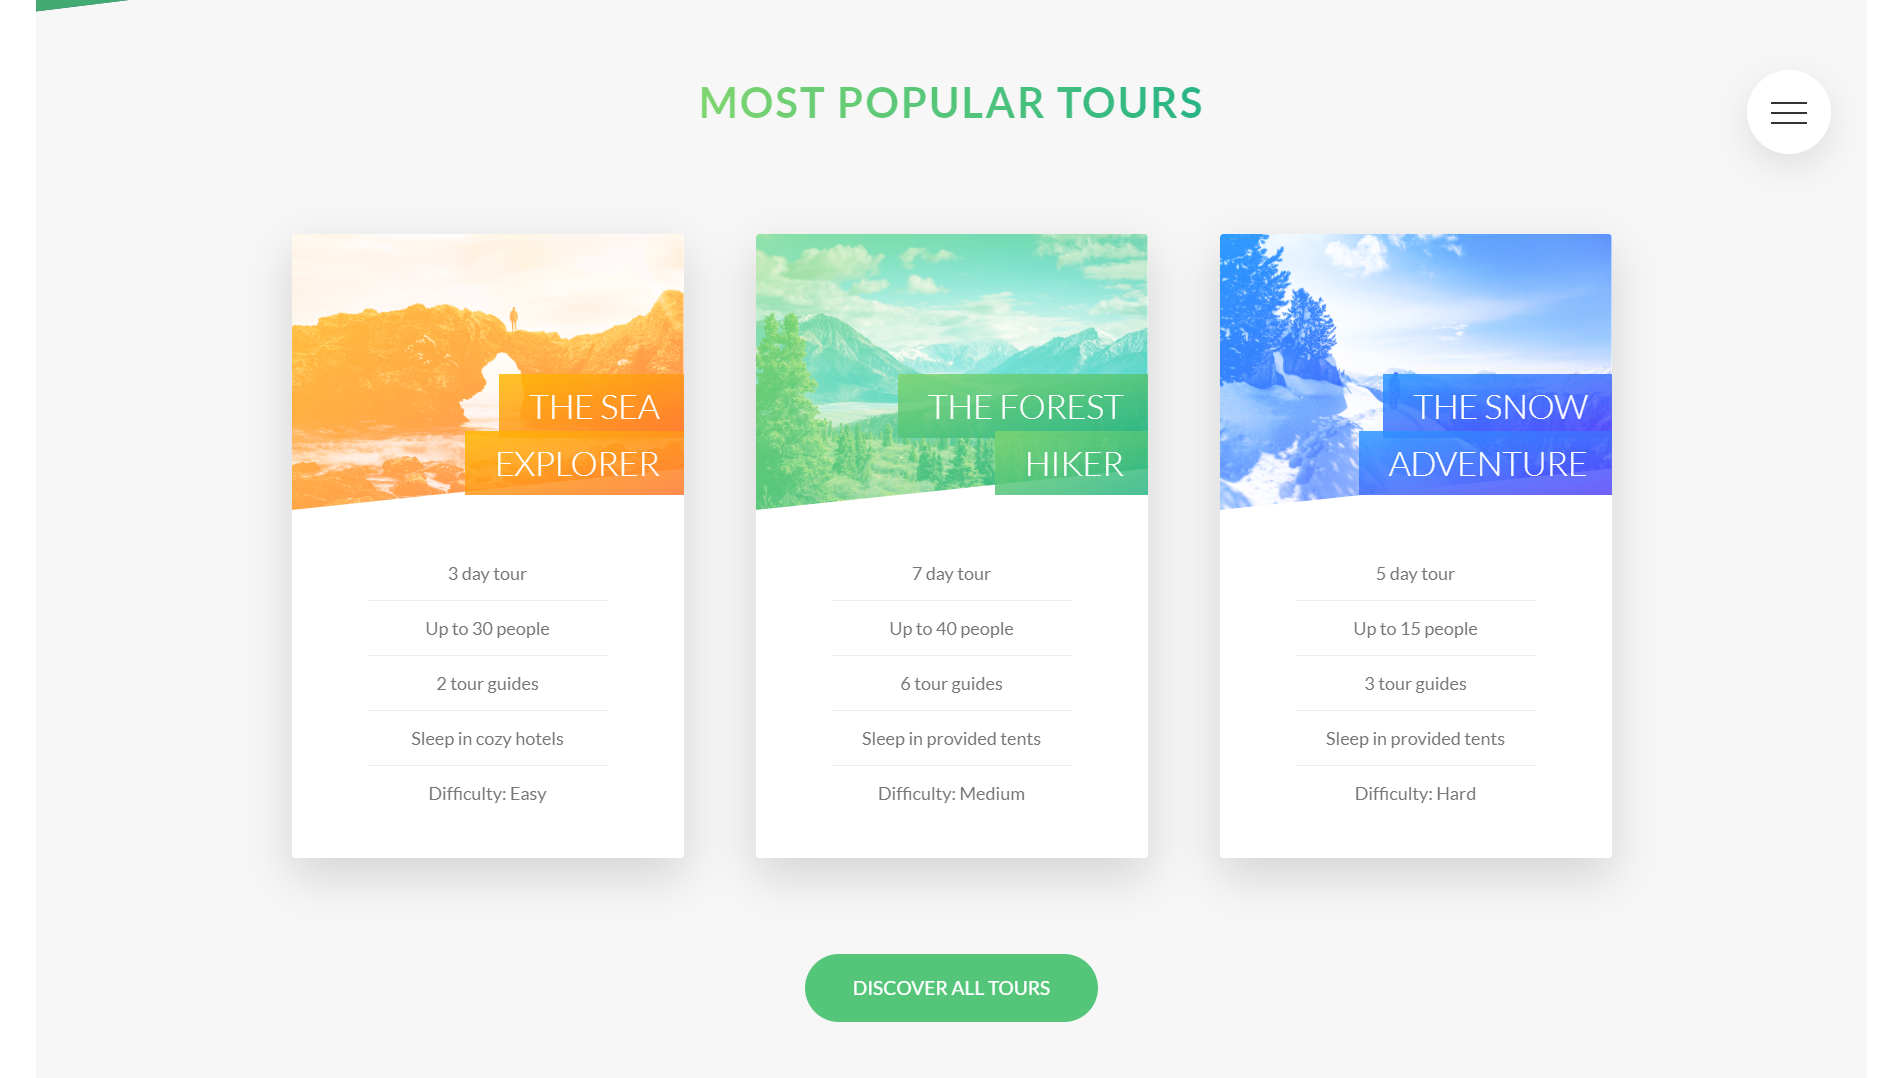 MOST POPULAR TOURS
THE SEA
EXPLORER
3 day tour
Up to 30 people
2 tour guides
Sleep in cozy hotels
Difficulty: Easy
THE FOREST
HIKER
7 day tour
Up to 40 people
6 tour guides
Sleep in provided tents
Difficulty: Medium
THE SNOW
ADVENTURE
5 day tour
Up to 15 people
3 tour guides
Sleep in provided tents
Difficulty: Hard
DISCOVER ALL TOURS